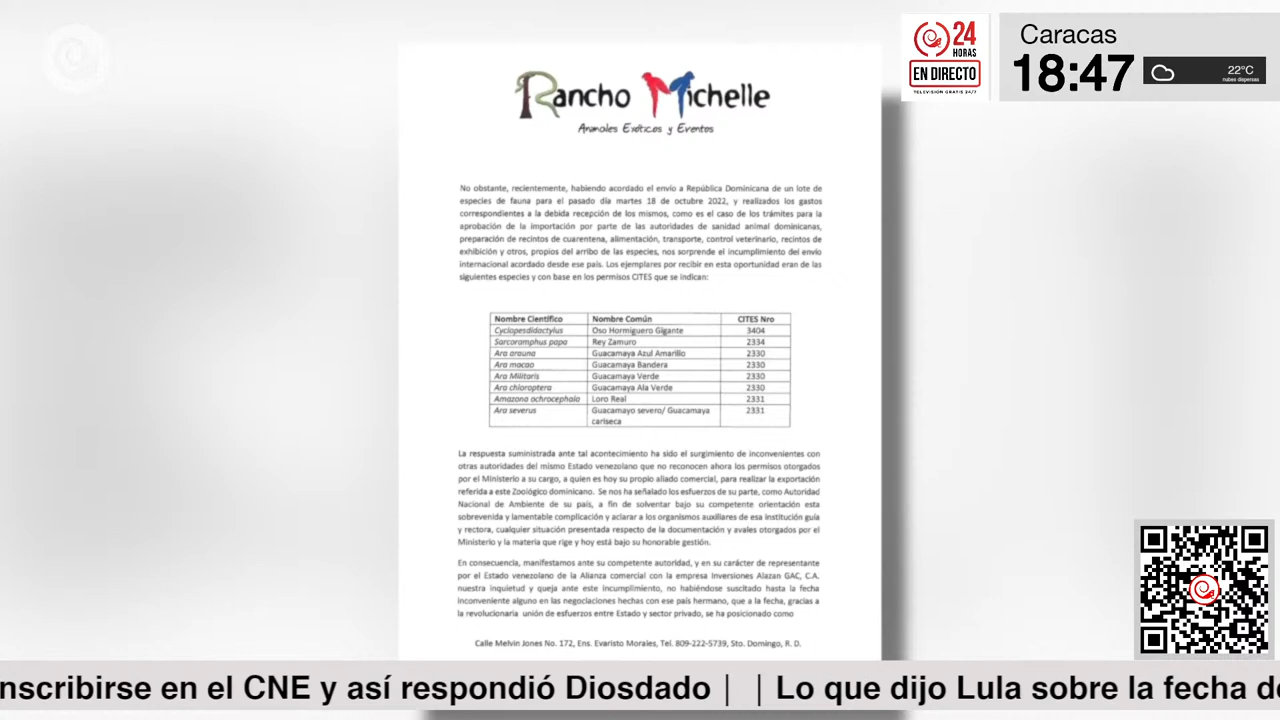 24
HORAS
EN DIRECTO
TELEVISIÓN GRATIS 24/7
Caracas
18:47
22°C
nubes dispersas
Rancho Michelle
Animales Exóticos y Eventos
No obstante, recientemente, habiendo acordado el envío a República Dominicana de un lote de
especies de fauna para el pasado día martes 18 de octubre 2022, y realizados los gastos
correspondientes a la debida recepción de los mismos, como es el caso de los trámites para la
aprobación de la importación por parte de las autoridades de sanidad animal dominicanas,
preparación de recintos de cuarentena, alimentación, transporte, control veterinario, recintos de
exhibición y otros, propios del arribo de las especies, nos sorprende el incumplimiento del envío
internacional acordado desde ese país. Los ejemplares por recibir en esta oportunidad eran de las
siguientes especies y con base en los permisos CITES que se indican:
Nombre Científico Nombre Común CITES Nro
Cyclopesdidactylus Oso Hormiguero Gigante 3404
Sarcoramphus papa Rey Zamuro 2334
Ara arauna Guacamaya Azul Amarillo 2330
Ara macao Guacamaya Bandera 2330
Ara Militaris Guacamaya Verde 2330
Ara chloroptera Guacamaya Ala Verde 2330
Amazona achrocephala Loro Real 2331
Ara severus Guacamayo severo/ Guacamaya 2331
cariseca
La respuesta suministrada ante tal acontecimiento ha sido el surgimiento de inconvenientes con
otras autoridades del mismo Estado venezolano que no reconocen ahora los permisos otorgados
por el Ministerio a su cargo, a quien es hoy su propio aliado comercial, para realizar la exportación
referida a este Zoológico dominicano. Se nos ha señalado los esfuerzos de su parte, como Autoridad
Nacional de Ambiente de su país, a fin de solventar bajo su competente orientación esta
sobrevenida y lamentable complicación y aclarar a los organismos auxiliares de esa institución guía
y rectora, cualquier situación presentada respecto de la documentación y avales otorgados por el
Ministerio y la materia que rige y hoy está bajo su honorable gestión.
En consecuencia, manifestamos ante su competente autoridad, y en su carácter de representante
por el Estado venezolano de la Alianza comercial con la empresa Inversiones Alazan GAC, C.A.
nuestra inquietud y queja ante este incumplimiento, no habiéndose suscitado hasta la fecha
inconveniente alguno en las negociaciones hechas con ese país hermano, que a la fecha, gracias a
la revolucionaria unión de esfuerzos entre Estado y sector privado, se ha posicionado como
Calle Melvin Jones No. 172, Ens. Evaristo Morales, Tel. 809-222-5739, Sto. Domingo, R. D.
nscribirse en el CNE y así respondió Diosdado | | Lo que dijo Lula sobre la fecha de